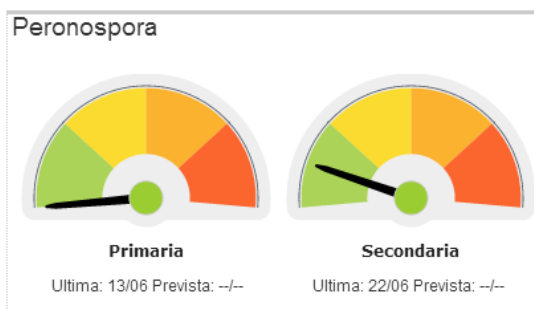 Peronospora
Primaria
Secondaria
Ultima: 13/06 Prevista: --/--
Ultima: 22/06 Prevista: --/--